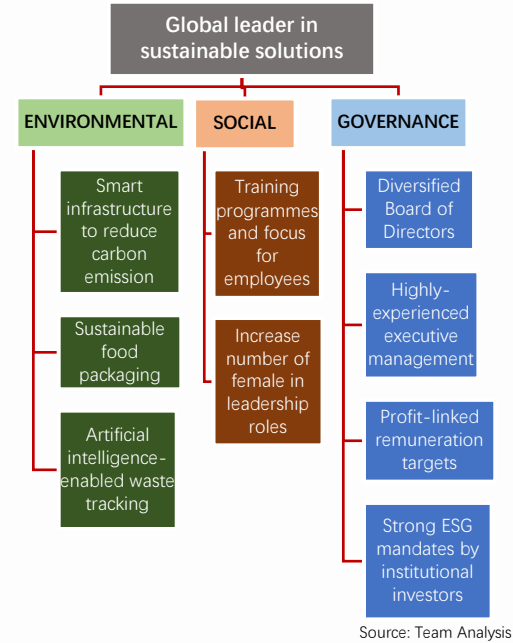 Global leader in
sustainable solutions
ENVIRONMENTAL
SOCIAL
GOVERNANCE
Smart
infrastructure
to reduce
carbon
emission
Sustainable
food
packaging
Artificial
intelligence-
enabled waste
tracking
Training
programmes
and focus
for
employees
Increase
number of
female in
leadership
roles
Diversified
Board of
Directors
Highly-
experienced
executive
management
Profit-linked
remuneration
targets
Strong ESG
mandates by
institutional
investors
Source: Team Analysis